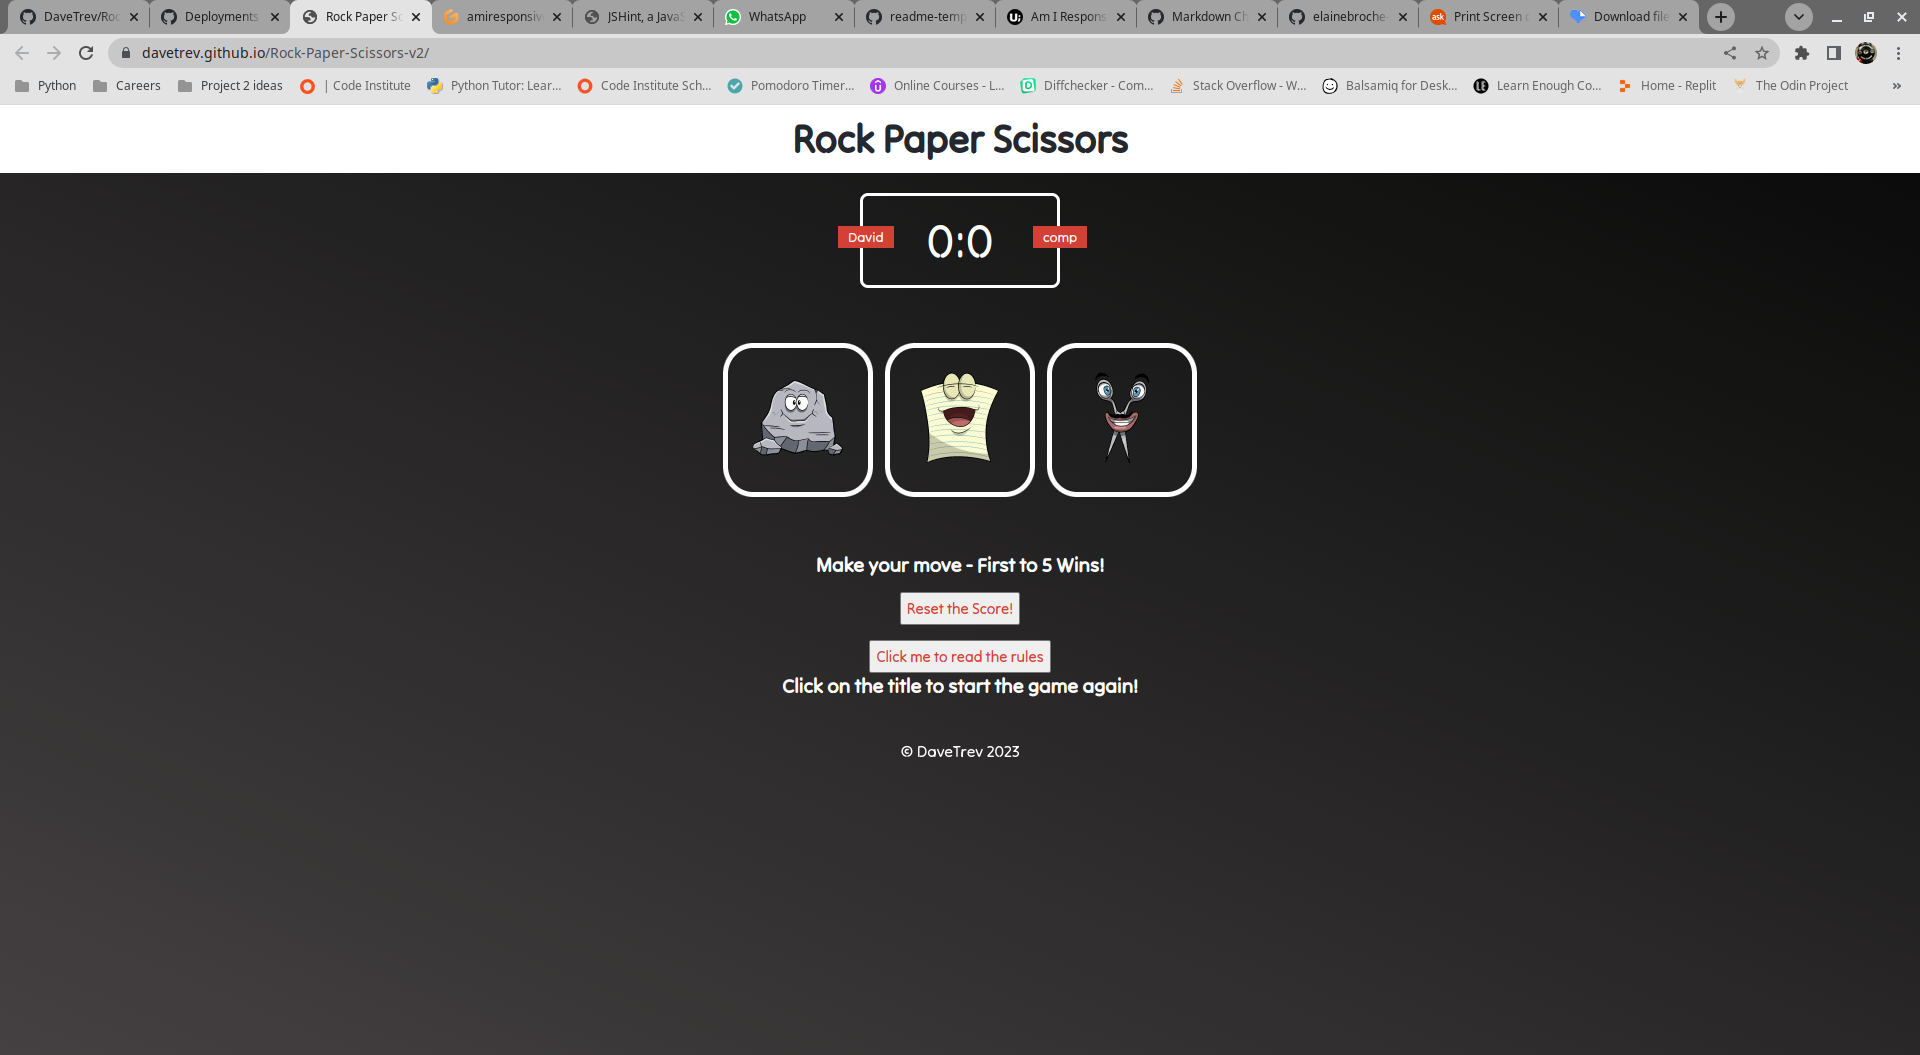 DaveTrev/Roc
Deployments
Rock Paper Sc
amiresponsiv
JSHint, a Java
WhatsApp
readme-temp
Am I Respons
Markdown Ch
elainebroche-
Print Screen
Download file
davetrev.github.io/Rock-Paper-Scissors-v2/
Python
Careers
Project 2 ideas
| Code Institute
Python Tutor: Lear...
Code Institute Sch...
Pomodoro Timer...
Online Courses - L...
Diffchecker - Com...
Stack Overflow - W...
Balsamiq for Desk...
Learn Enough Co...
Home - Replit
The Odin Project
»
Rock Paper Scissors
David
0:0
comp
Make your move - First to 5 Wins!
Reset the Score!
Click me to read the rules
Click on the title to start the game again!
© DaveTrev 2023